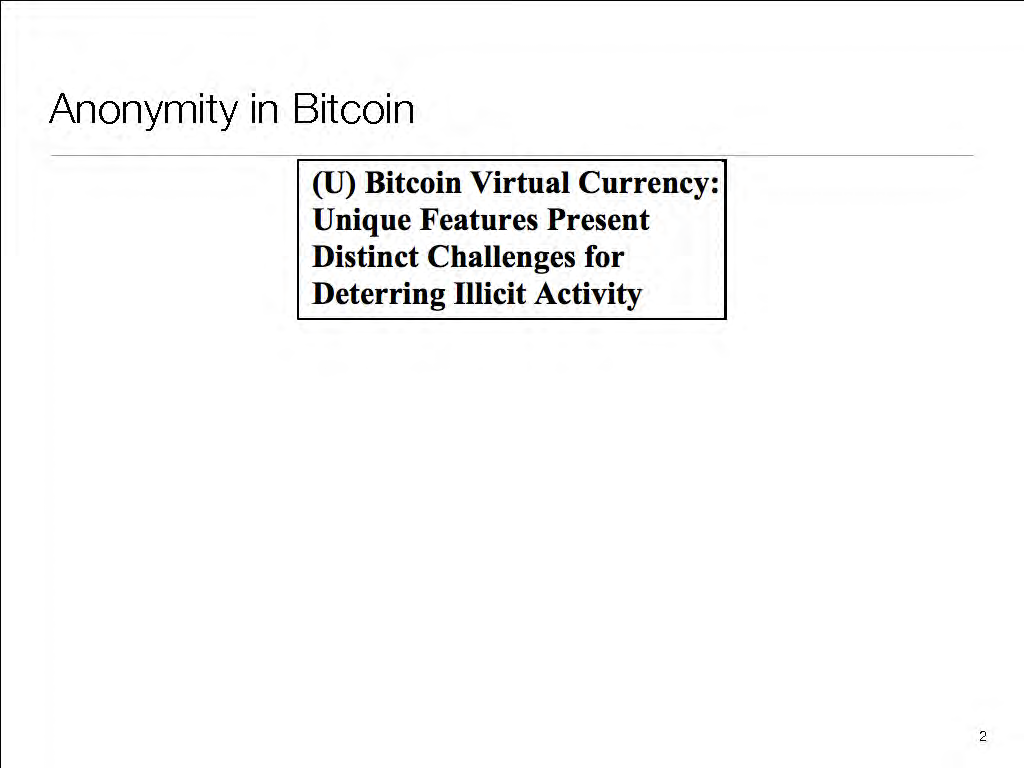 Anonymity in Bitcoin
(U) Bitcoin Virtual Currency:
Unique Features Present
Distinct Challenges for
Deterring Illicit Activity
2